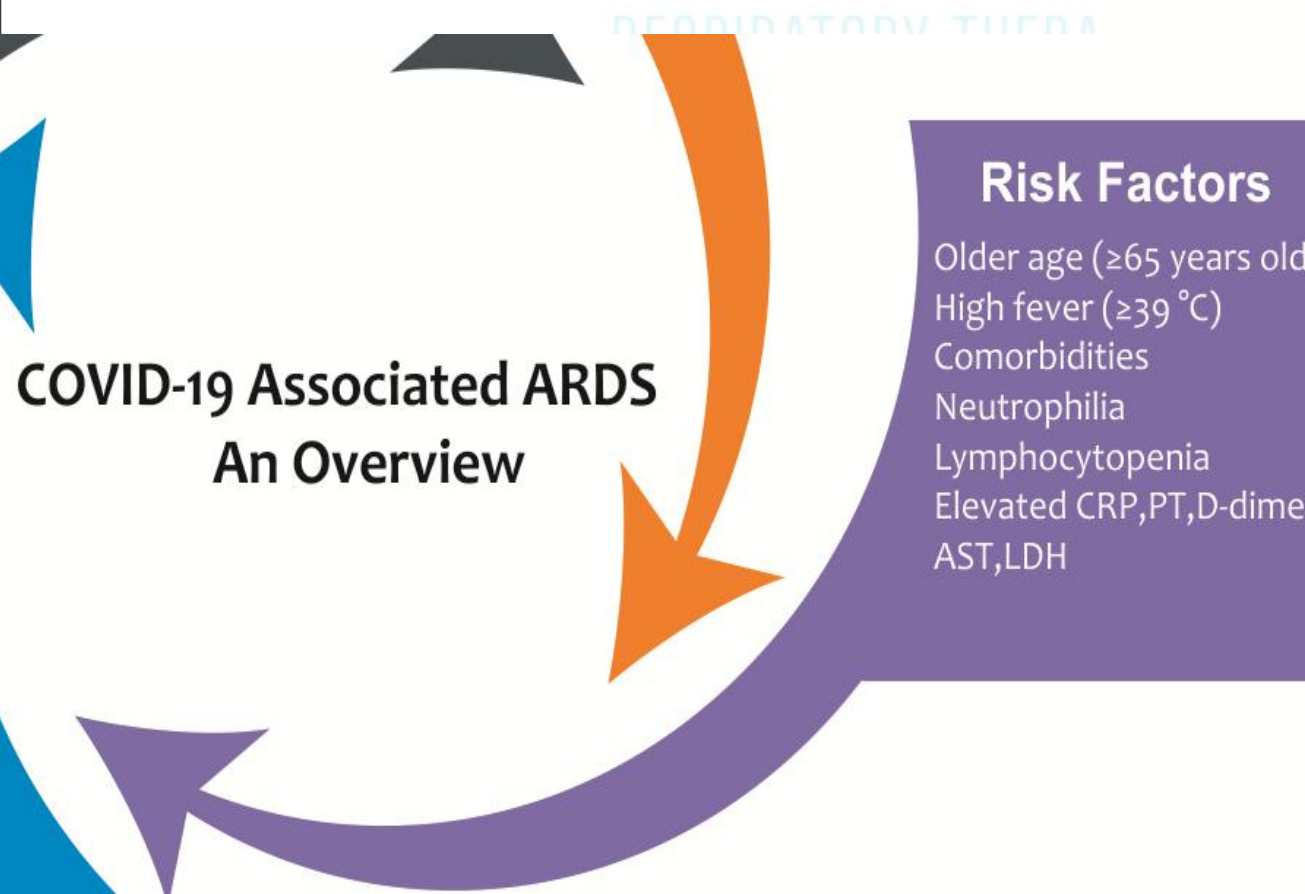 COVID-19 Associated ARDS
An Overview
Risk Factors
Older age (≥65 years old
High fever (≥39 °C)
Comorbidities
Neutrophilia
Lymphocytopenia
Elevated CRP,PT,D-dime
AST,LDH